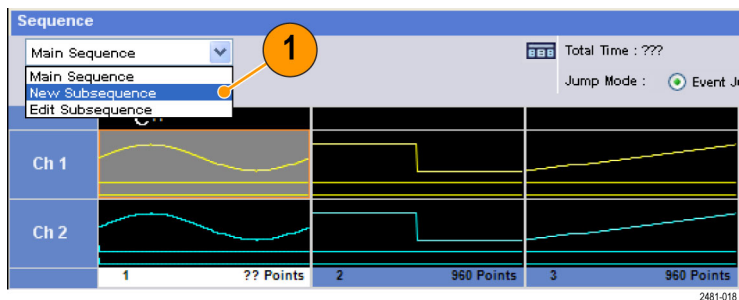 Sequence
Main Sequence
1
Total Time : ???
Main Sequence
New Subsequence
Edit Subsequence
Jump Mode :
Event J
Ch 1
Ch 2
1 ?? Points 2 960 Points 3 960 Points
2481-018